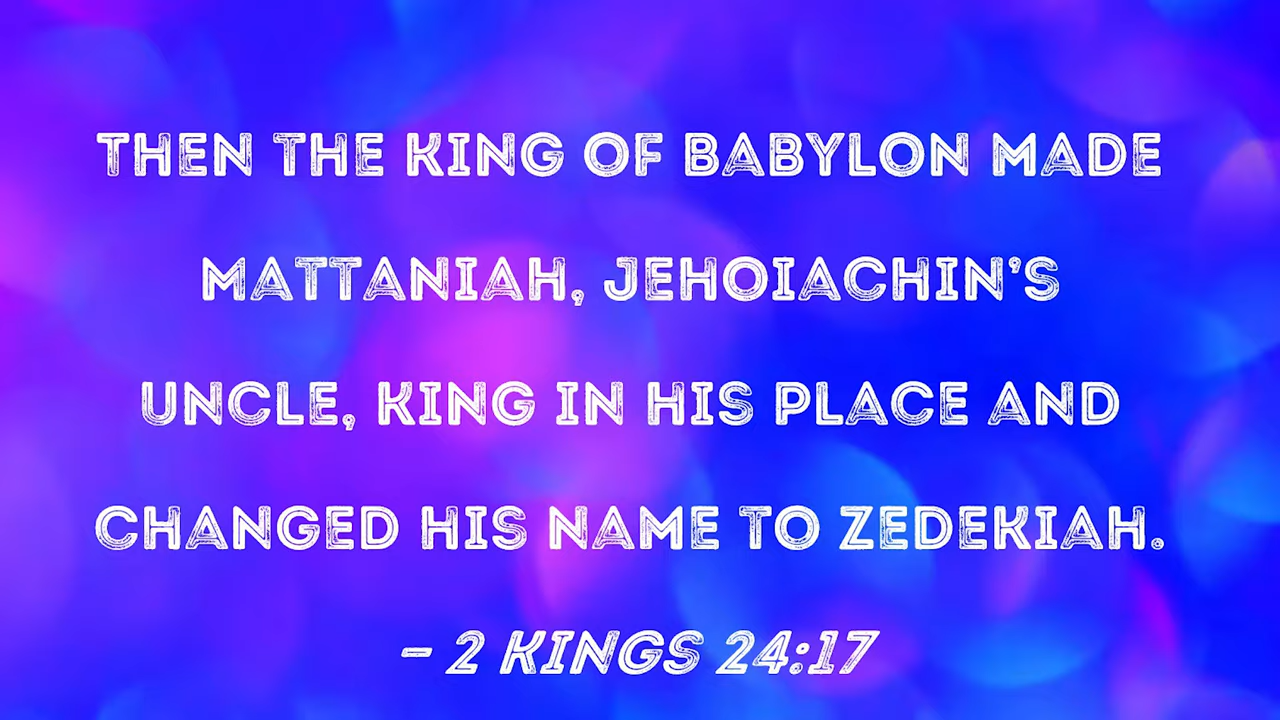 THEN THE KING OF BABYLON MADE
MATTANIAH, JEHOIACHIN’S
UNCLE, KING IN HIS PLACE AND
CHANGED HIS NAME TO ZEDEKIAH.
– 2 KINGS 24:17